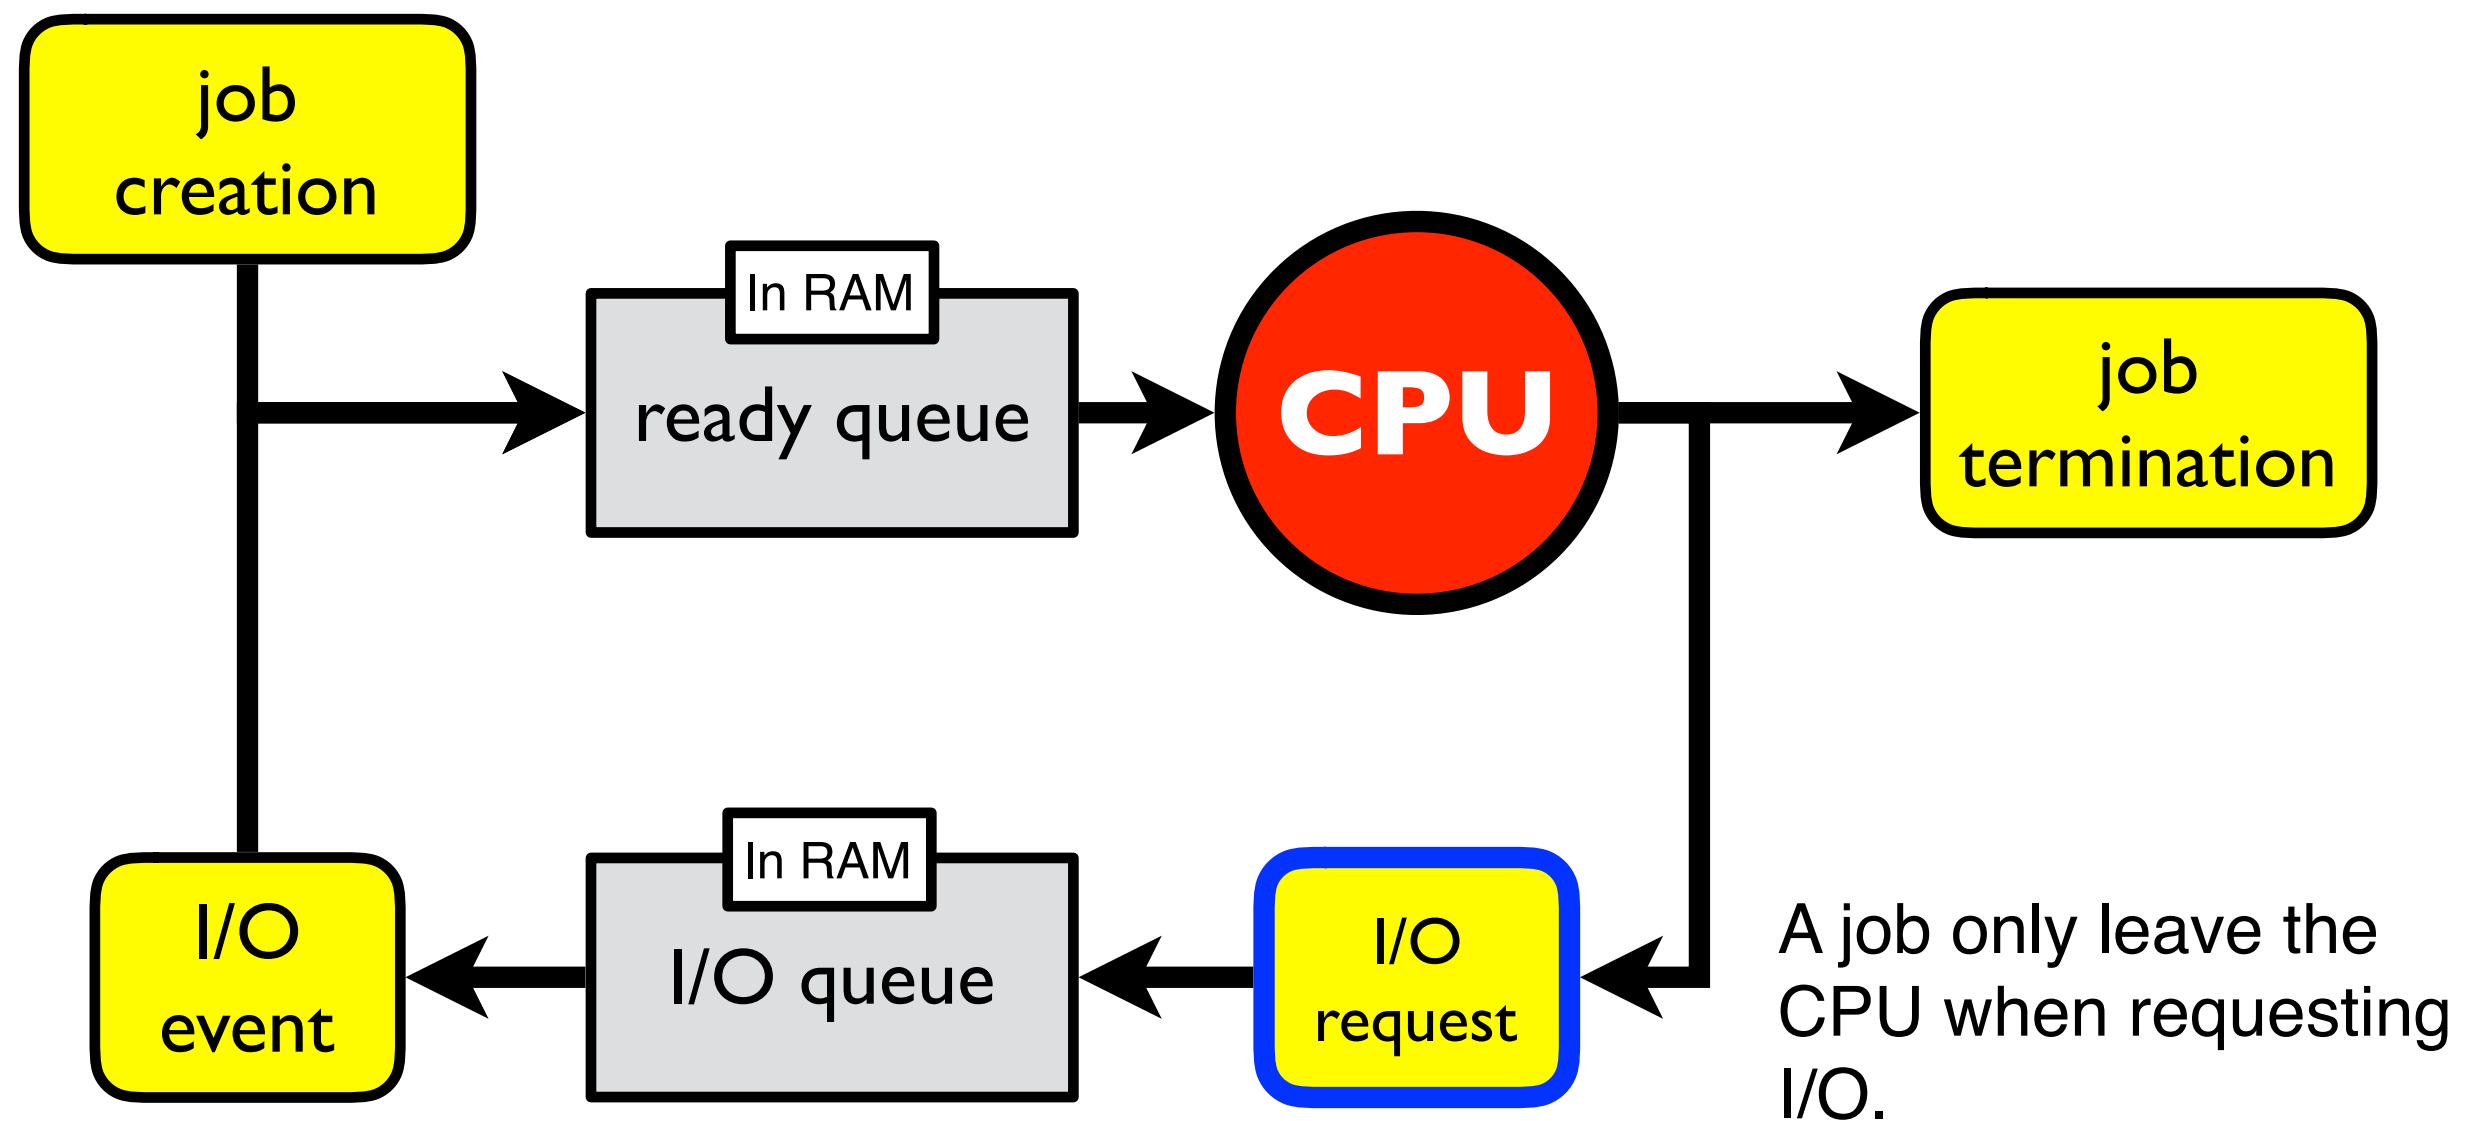 job
creation
In RAM
ready queue
CPU
job
termination
I/O
event
In RAM
I/O queue
I/O
request
A job only leave the
CPU when requesting
I/O.